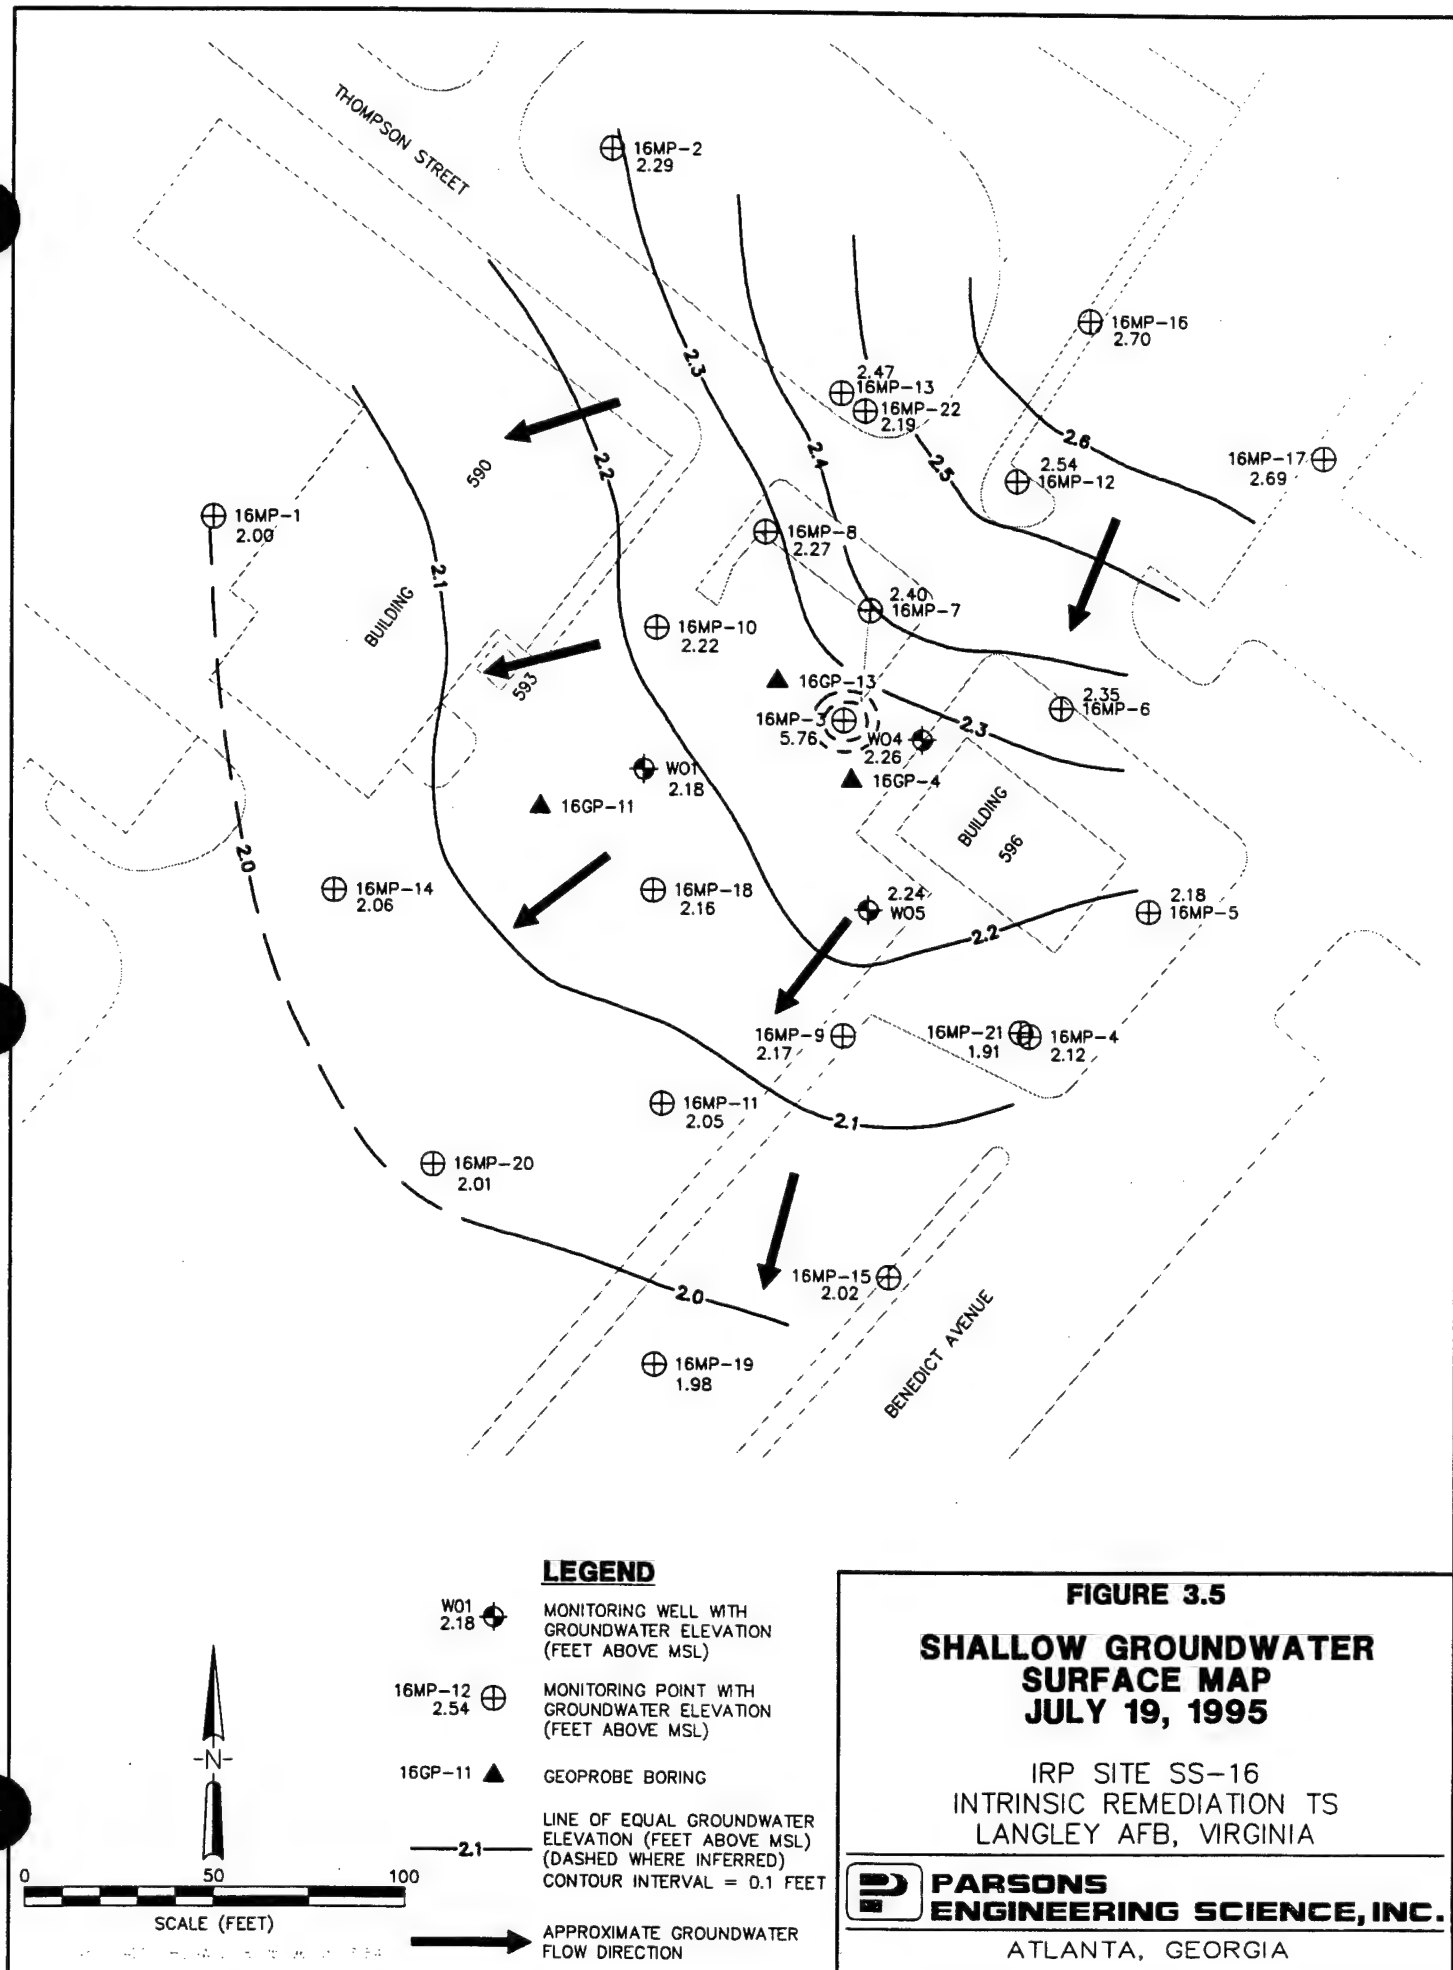 THOMPSON STREET
16MP-2
2.29
16MP-16
2.70
2.3
2.47
16MP-13
16MP-22
2.19
2.4
2.6
2.5
2.54
16MP-12
16MP-17
2.69
590
2.2
16MP-1
2.00
16MP-8
2.27
2.1
BUILDING
2.40
16MP-7
16MP-10
2.22
593
16GP-13
2.35
16MP-6
16MP-3
5.76
2.3
W04
2.26
W01
2.18
16GP-4
16GP-11
BUILDING
596
2.0
16MP-14
2.06
16MP-18
2.16
2.24
W05
2.18
16MP-5
2.2
16MP-9
2.17
16MP-21
1.91
16MP-4
2.12
16MP-11
2.05
2.1
16MP-20
2.01
16MP-15
2.02
2.0
BENEDICT AVENUE
16MP-19
1.98
LEGEND
W01
2.18
MONITORING WELL WITH
GROUNDWATER ELEVATION
(FEET ABOVE MSL)
16MP-12
2.54
MONITORING POINT WITH
GROUNDWATER ELEVATION
(FEET ABOVE MSL)
16GP-11
GEOPROBE BORING
2.1
LINE OF EQUAL GROUNDWATER
ELEVATION (FEET ABOVE MSL)
(DASHED WHERE INFERRED)
CONTOUR INTERVAL = 0.1 FEET
APPROXIMATE GROUNDWATER
FLOW DIRECTION
-N-
0 50 100
SCALE (FEET)
FIGURE 3.5
SHALLOW GROUNDWATER
SURFACE MAP
JULY 19, 1995
IRP SITE SS-16
INTRINSIC REMEDIATION TS
LANGLEY AFB, VIRGINIA
PARSONS
ENGINEERING SCIENCE, INC.
ATLANTA, GEORGIA